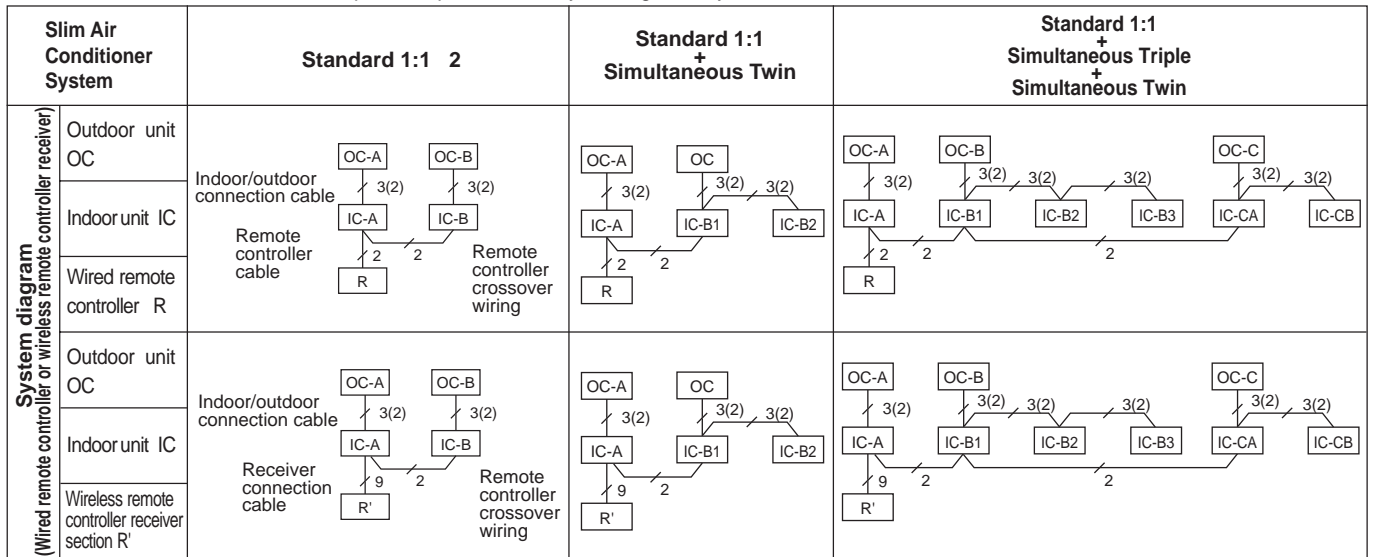 Slim Air
Conditioner
System
Standard 1:1 2
Standard 1:1
+
Simultaneous Twin
Standard 1:1
+
Simultaneous Triple
+
Simultaneous Twin
System diagram
(Wired remote controller or wireless remote controller receiver)
Outdoor unit
OC
Indoor unit IC
Wired remote
controller R
OC-A OC-B
Indoor/outdoor
connection cable
3(2) 3(2)
IC-A IC-B
Remote
controller
cable
2 2
R
Remote
controller
crossover
wiring
OC-A OC
3(2) 3(2) 3(2)
IC-A IC-B1 IC-B2
2 2
R
OC-A OC-B OC-C
3(2) 3(2) 3(2) 3(2) 3(2) 3(2)
IC-A IC-B1 IC-B2 IC-B3 IC-CA IC-CB
2 2 2
R
Outdoor unit
OC
Indoor unit IC
Wireless remote
controller receiver
section R'
OC-A OC-B
Indoor/outdoor
connection cable
3(2) 3(2)
IC-A IC-B
Receiver
connection
cable
9 2
R'
Remote
controller
crossover
wiring
OC-A OC
3(2) 3(2) 3(2)
IC-A IC-B1 IC-B2
9 2
R'
OC-A OC-B OC-C
3(2) 3(2) 3(2) 3(2) 3(2) 3(2)
IC-A IC-B1 IC-B2 IC-B3 IC-CA IC-CB
9 2 2
R'